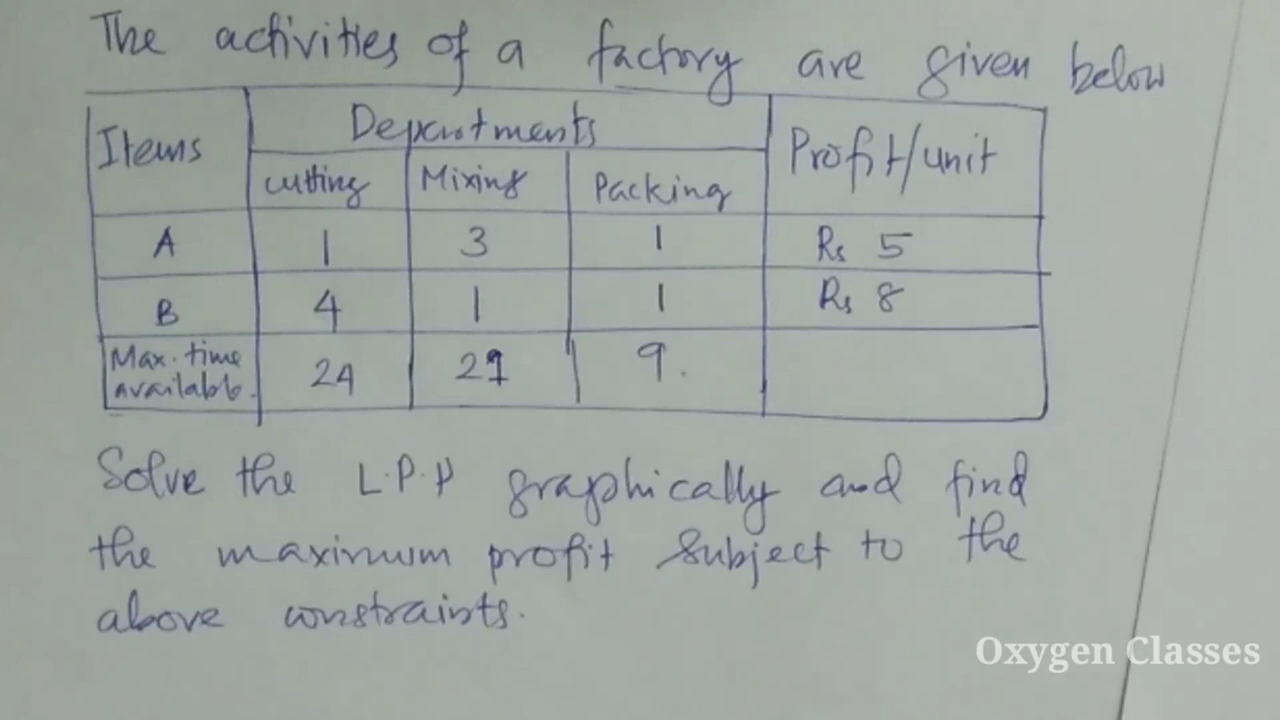 The activities of a factory are given below
Items Departments Profit/unit
cutting Mixing Packing
A 1 3 1 Rs 5
B 4 1 1 Rs 8
Max. time available. 24 21 9.
Solve the L.P.P graphically and find
the maximum profit subject to the
above constraints.
Oxygen Classes